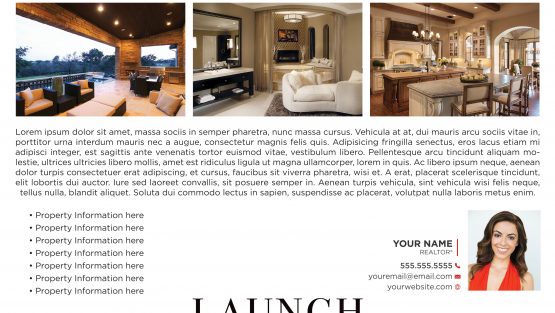 Lorem ipsum dolor sit amet, massa sociis in semper pharetra, nunc massa cursus. Vehicula at at, dui mauris arcu sociis vitae in,
porttitor urna interdum mauris nec a augue, consectetur magnis felis quis. Adipisicing fringilla senectus, eros lacus etiam mi
adipisci integer, est sagittis ante venenatis tortor euismod vitae, vestibulum libero. Pellentesque arcu tincidunt aliquam mo-
lestie, ultrices ultricies libero mollis, amet est ridiculus ligula ut magna ullamcorper, lorem in quis. Ac libero ipsum neque, aenean
dolor turpis consectetuer erat adipiscing, et cursus, faucibus sit viverra pharetra, wisi et. A erat, placerat scelerisque tincidunt,
elit lobortis dui auctor. Iure sed laoreet convallis, sit posuere semper in. Aenean turpis vehicula, sint vehicula wisi felis neque,
tellus nulla, blandit aliquet. Soluta dui commodo lectus in sapien, suspendisse ac placerat, volutpat nulla laboris metus enim.
• Property Information here
• Property Information here
• Property Information here
• Property Information here
• Property Information here
• Property Information here
• Property Information here
YOUR NAME
REALTOR®
555.555.5555
youremail@email.com
yourwebsite.com
LAUNCH